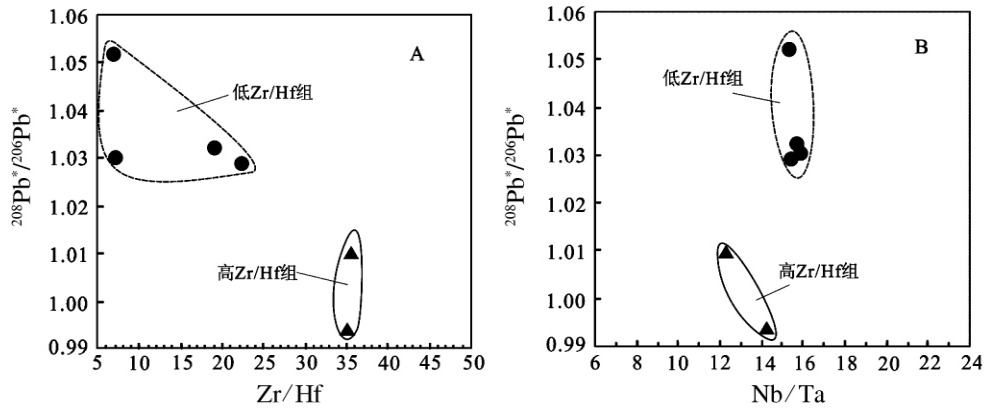 1.06
1.05
1.04
1.03
1.02
1.01
1.00
0.99
²⁰⁸Pb*/²⁰⁶Pb*
A
低Zr/Hf组
高Zr/Hf组
5 10 15 20 25 30 35 40 45 50
Zr/Hf
1.06
1.05
1.04
1.03
1.02
1.01
1.00
0.99
²⁰⁸Pb*/²⁰⁶Pb*
B
低Zr/Hf组
高Zr/Hf组
6 8 10 12 14 16 18 20 22 24
Nb/Ta